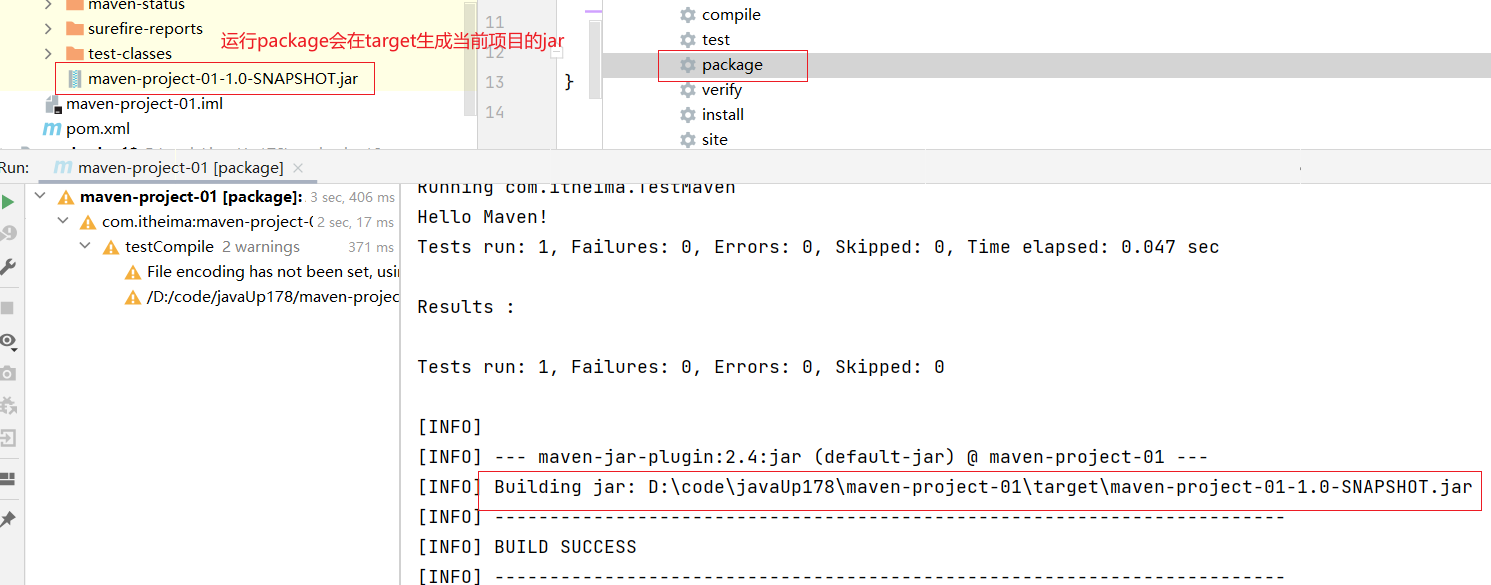 maven-status
surefire-reports
test-classes
运行package会在target生成当前项目的jar
maven-project-01-1.0-SNAPSHOT.jar
maven-project-01.iml
pom.xml
11
12
13 }
14
compile
test
package
verify
install
site
Run: maven-project-01 [package] ×
maven-project-01 [package]: 3 sec, 406 ms
com.itheima:maven-project-0 2 sec, 17 ms
testCompile 2 warnings 371 ms
File encoding has not been set, usi
/D:/code/javaUp178/maven-projec
Running com.itheima.TestMaven
Hello Maven!
Tests run: 1, Failures: 0, Errors: 0, Skipped: 0, Time elapsed: 0.047 sec
Results :
Tests run: 1, Failures: 0, Errors: 0, Skipped: 0
[INFO]
[INFO] --- maven-jar-plugin:2.4:jar (default-jar) @ maven-project-01 ---
[INFO] Building jar: D:\code\javaUp178\maven-project-01\target\maven-project-01-1.0-SNAPSHOT.jar
[INFO] ------------------------------------------------------------------------
[INFO] BUILD SUCCESS
[INFO] ------------------------------------------------------------------------